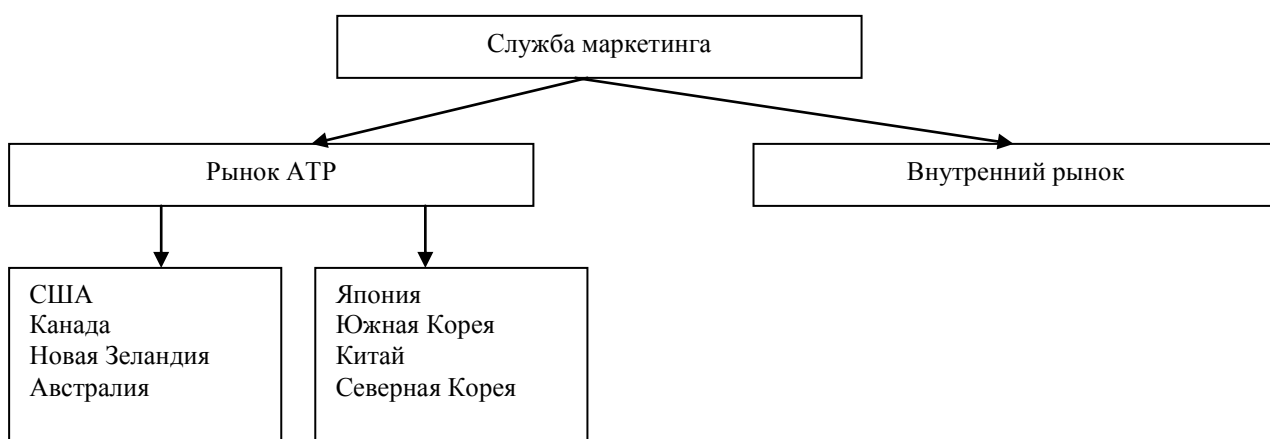 Служба маркетинга
Рынок АТР
Внутренний рынок
США
Канада
Новая Зеландия
Австралия
Япония
Южная Корея
Китай
Северная Корея